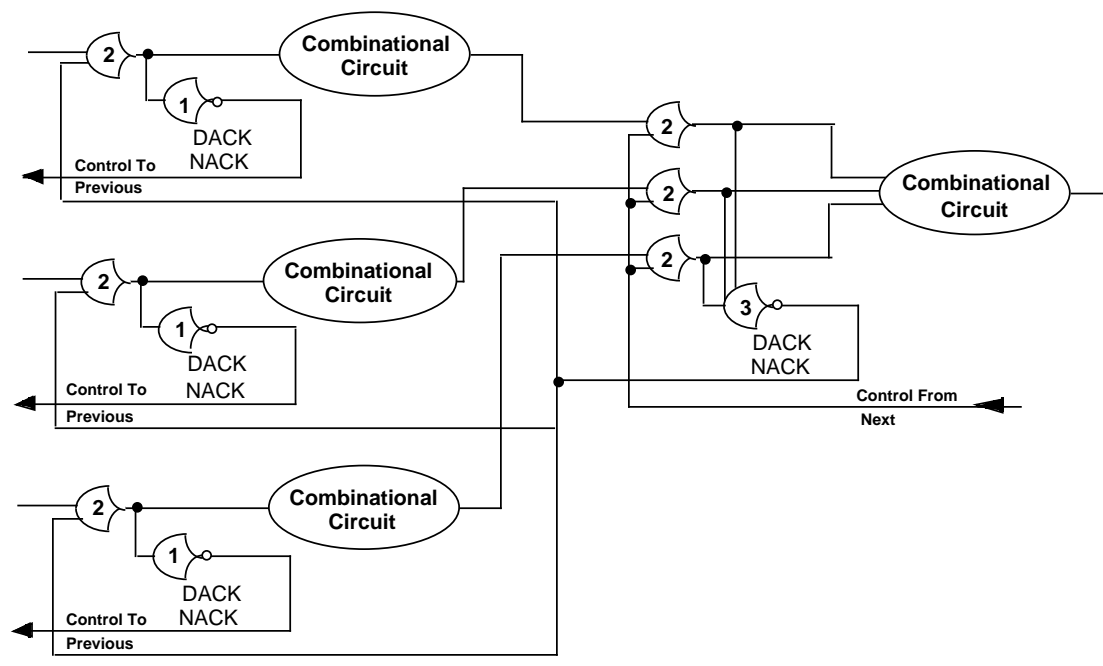 2
Combinational
Circuit
1
DACK
NACK
Control To
Previous
2
2
2
Combinational
Circuit
3
DACK
NACK
Control From
Next
2
Combinational
Circuit
1
DACK
NACK
Control To
Previous
2
Combinational
Circuit
1
DACK
NACK
Control To
Previous